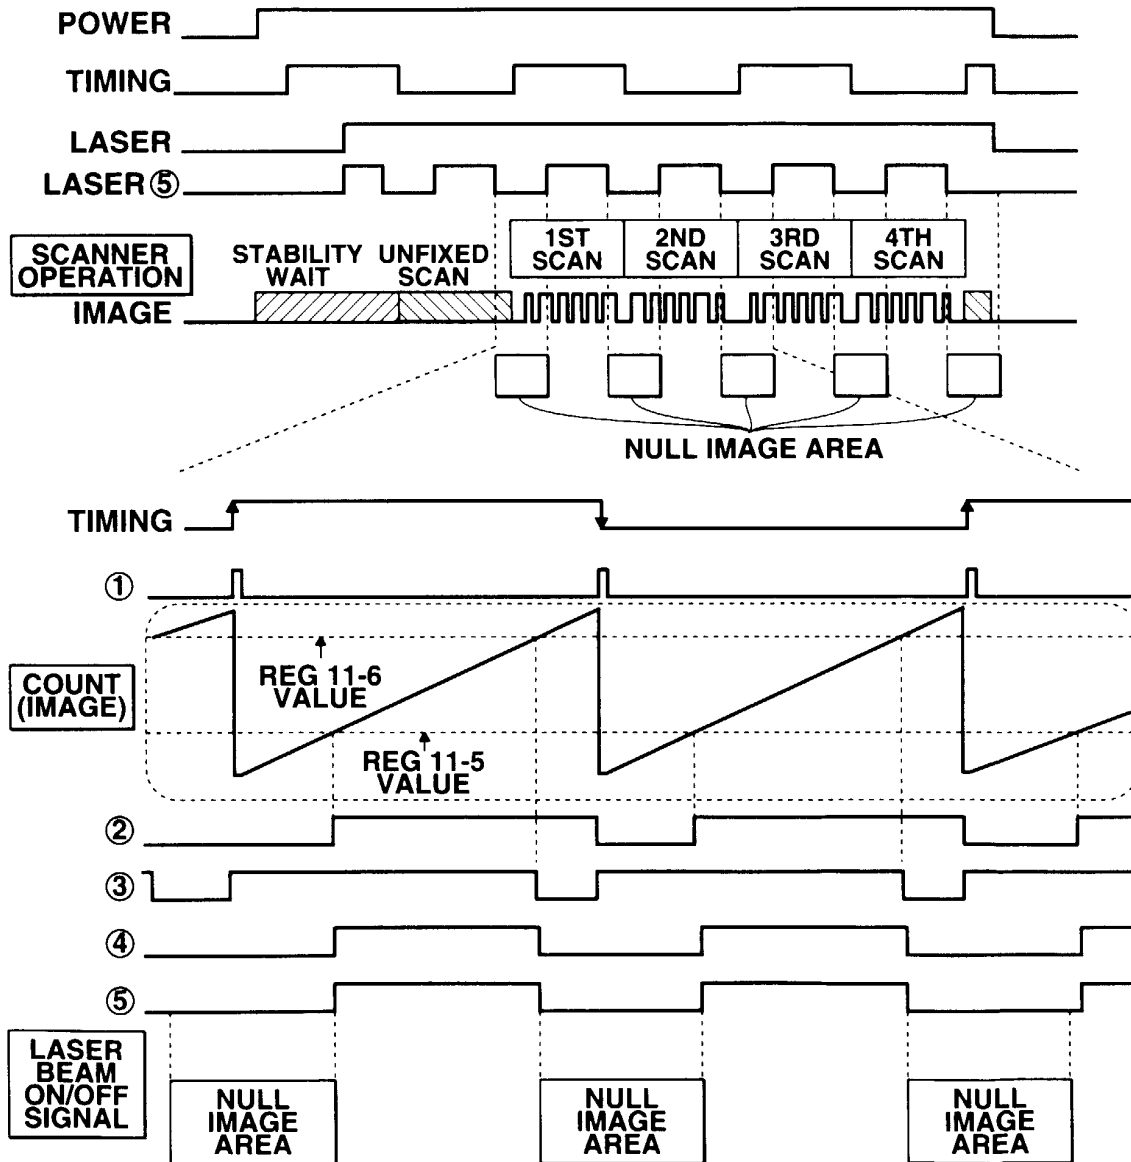 POWER
TIMING
LASER
LASER⑤
SCANNER
OPERATION
STABILITY
WAIT
UNFIXED
SCAN
1ST
SCAN
2ND
SCAN
3RD
SCAN
4TH
SCAN
IMAGE
NULL IMAGE AREA
TIMING
①
COUNT
(IMAGE)
REG 11-6
VALUE
REG 11-5
VALUE
②
③
④
⑤
LASER
BEAM
ON/OFF
SIGNAL
NULL
IMAGE
AREA
NULL
IMAGE
AREA
NULL
IMAGE
AREA